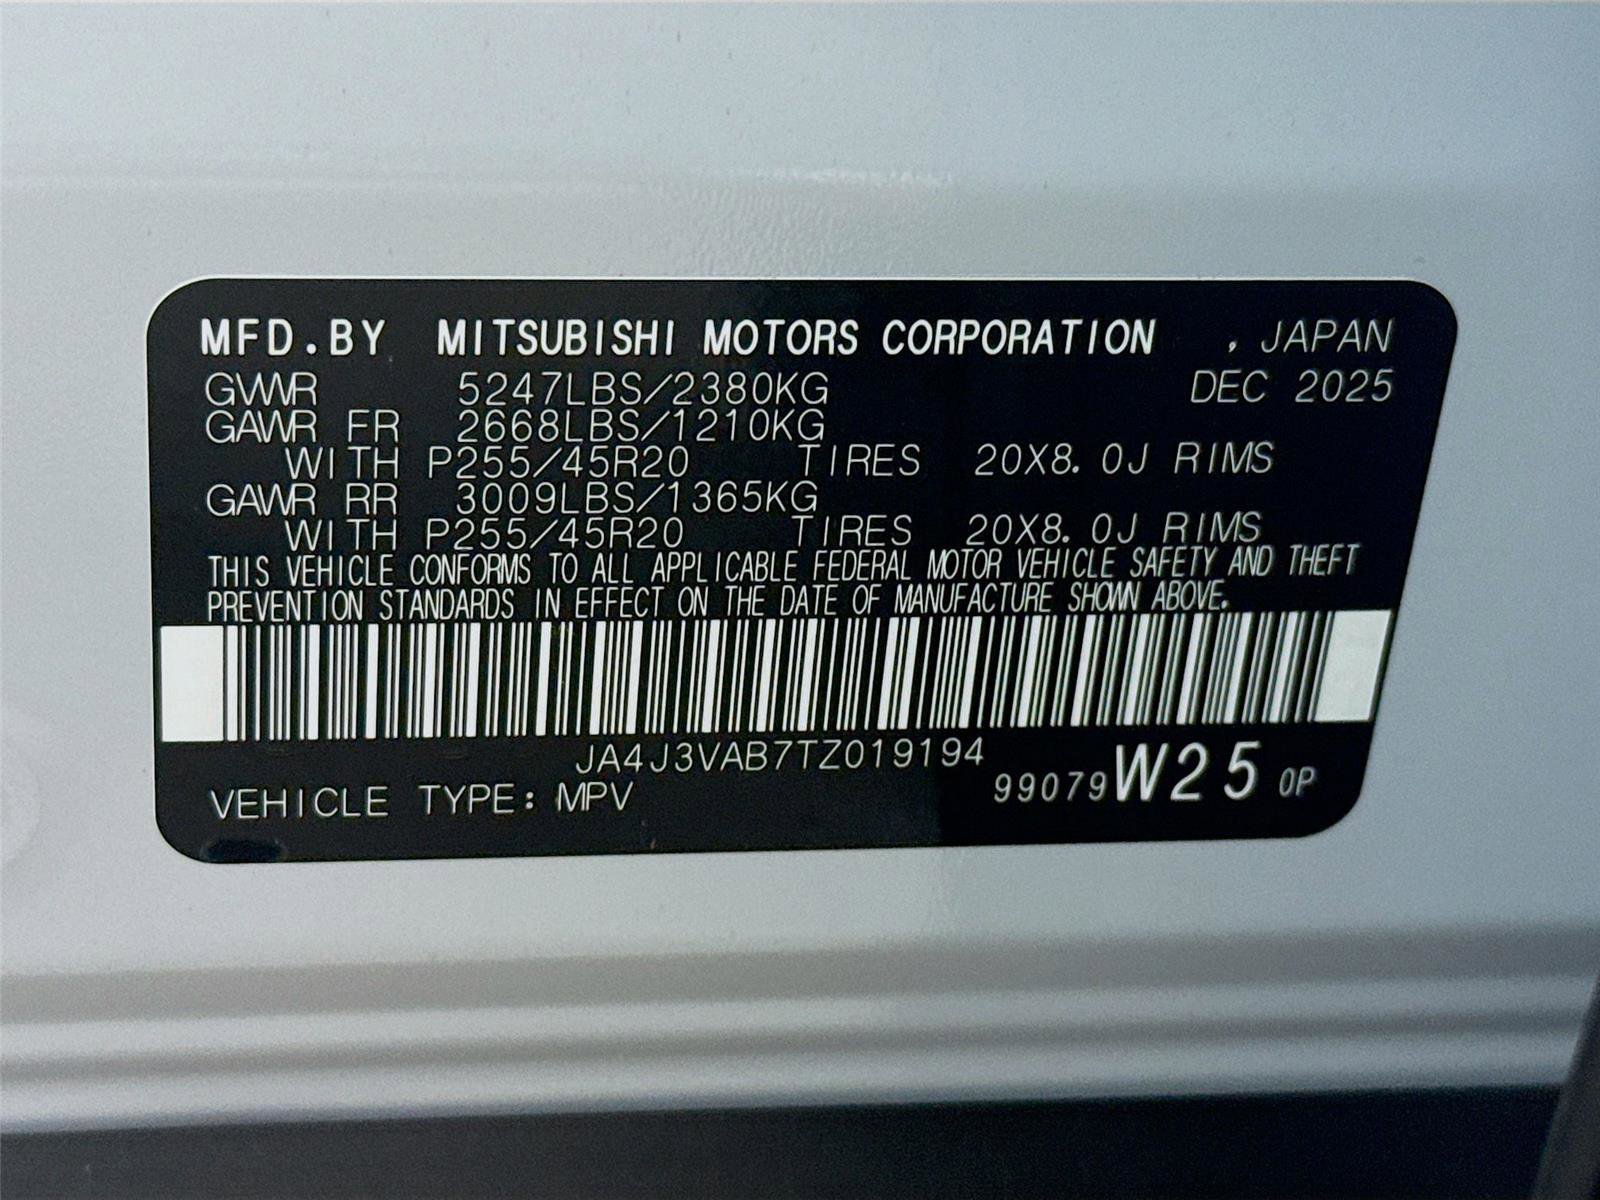 MFD.BY MITSUBISHI MOTORS CORPORATION , JAPAN
GVWR 5247LBS/2380KG DEC 2025
GAWR FR 2668LBS/1210KG
WITH P255/45R20 TIRES 20X8.0J RIMS
GAWR RR 3009LBS/1365KG
WITH P255/45R20 TIRES 20X8.0J RIMS
THIS VEHICLE CONFORMS TO ALL APPLICABLE FEDERAL MOTOR VEHICLE SAFETY AND THEFT
PREVENTION STANDARDS IN EFFECT ON THE DATE OF MANUFACTURE SHOWN ABOVE.
JA4J3VAB7TZ019194
VEHICLE TYPE: MPV 99079 W25 0P